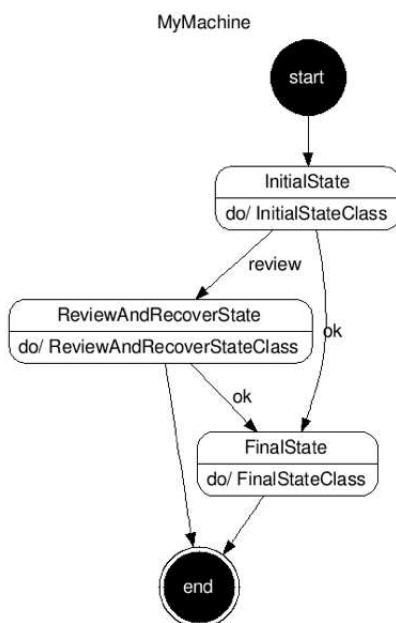 MyMachine
start
InitialState
do/ InitialStateClass
review
ReviewAndRecoverState
do/ ReviewAndRecoverStateClass
ok
ok
FinalState
do/ FinalStateClass
end